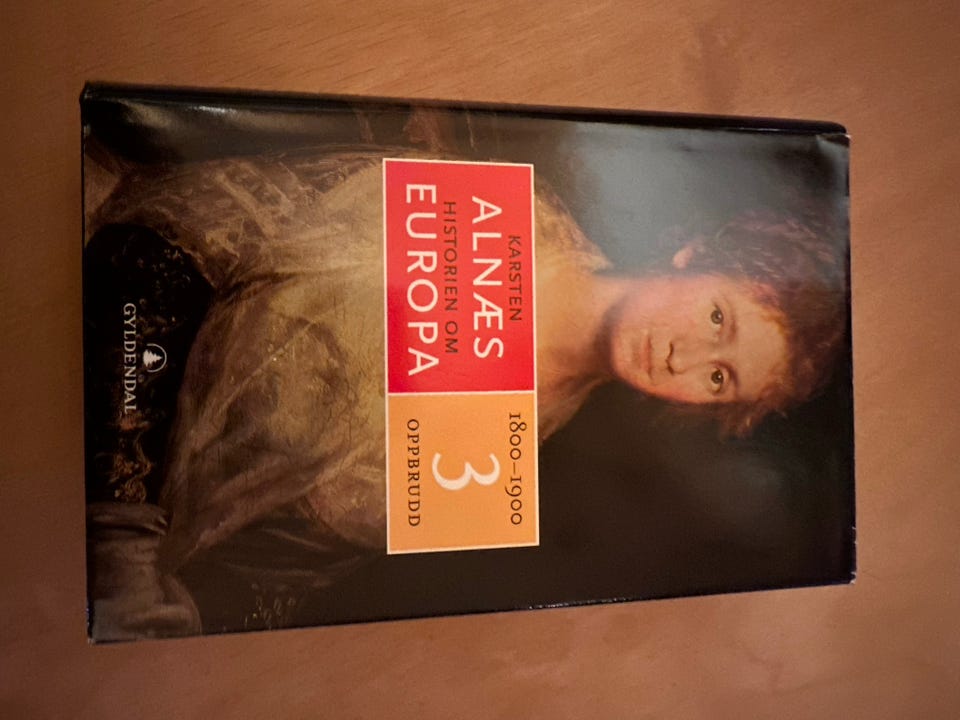 KARSTEN
ALNÆS
HISTORIEN OM
EUROPA
1800–1900
3
OPPBRUDD
GYLDENDAL